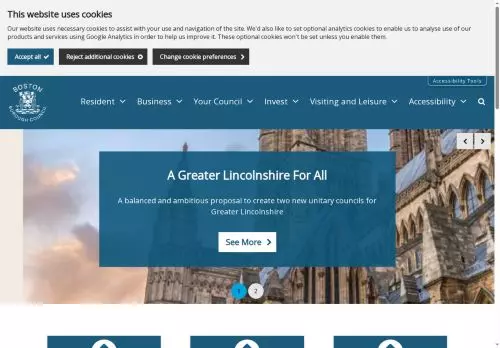 This website uses cookies
Our website uses necessary cookies to assist with your use and navigation of the site. We'd also like to set optional analytics cookies to enable us to analyse use of our
products and services using Google Analytics in order to help us improve it. These optional cookies won't be set unless you enable them.
Accept all
Reject additional cookies
Change cookie preferences
Accessibility Tools
BOSTON
BOROUGH COUNCIL
Resident
Business
Your Council
Invest
Visiting and Leisure
Accessibility
A Greater Lincolnshire For All
A balanced and ambitious proposal to create two new unitary councils for
Greater Lincolnshire
See More
1
2